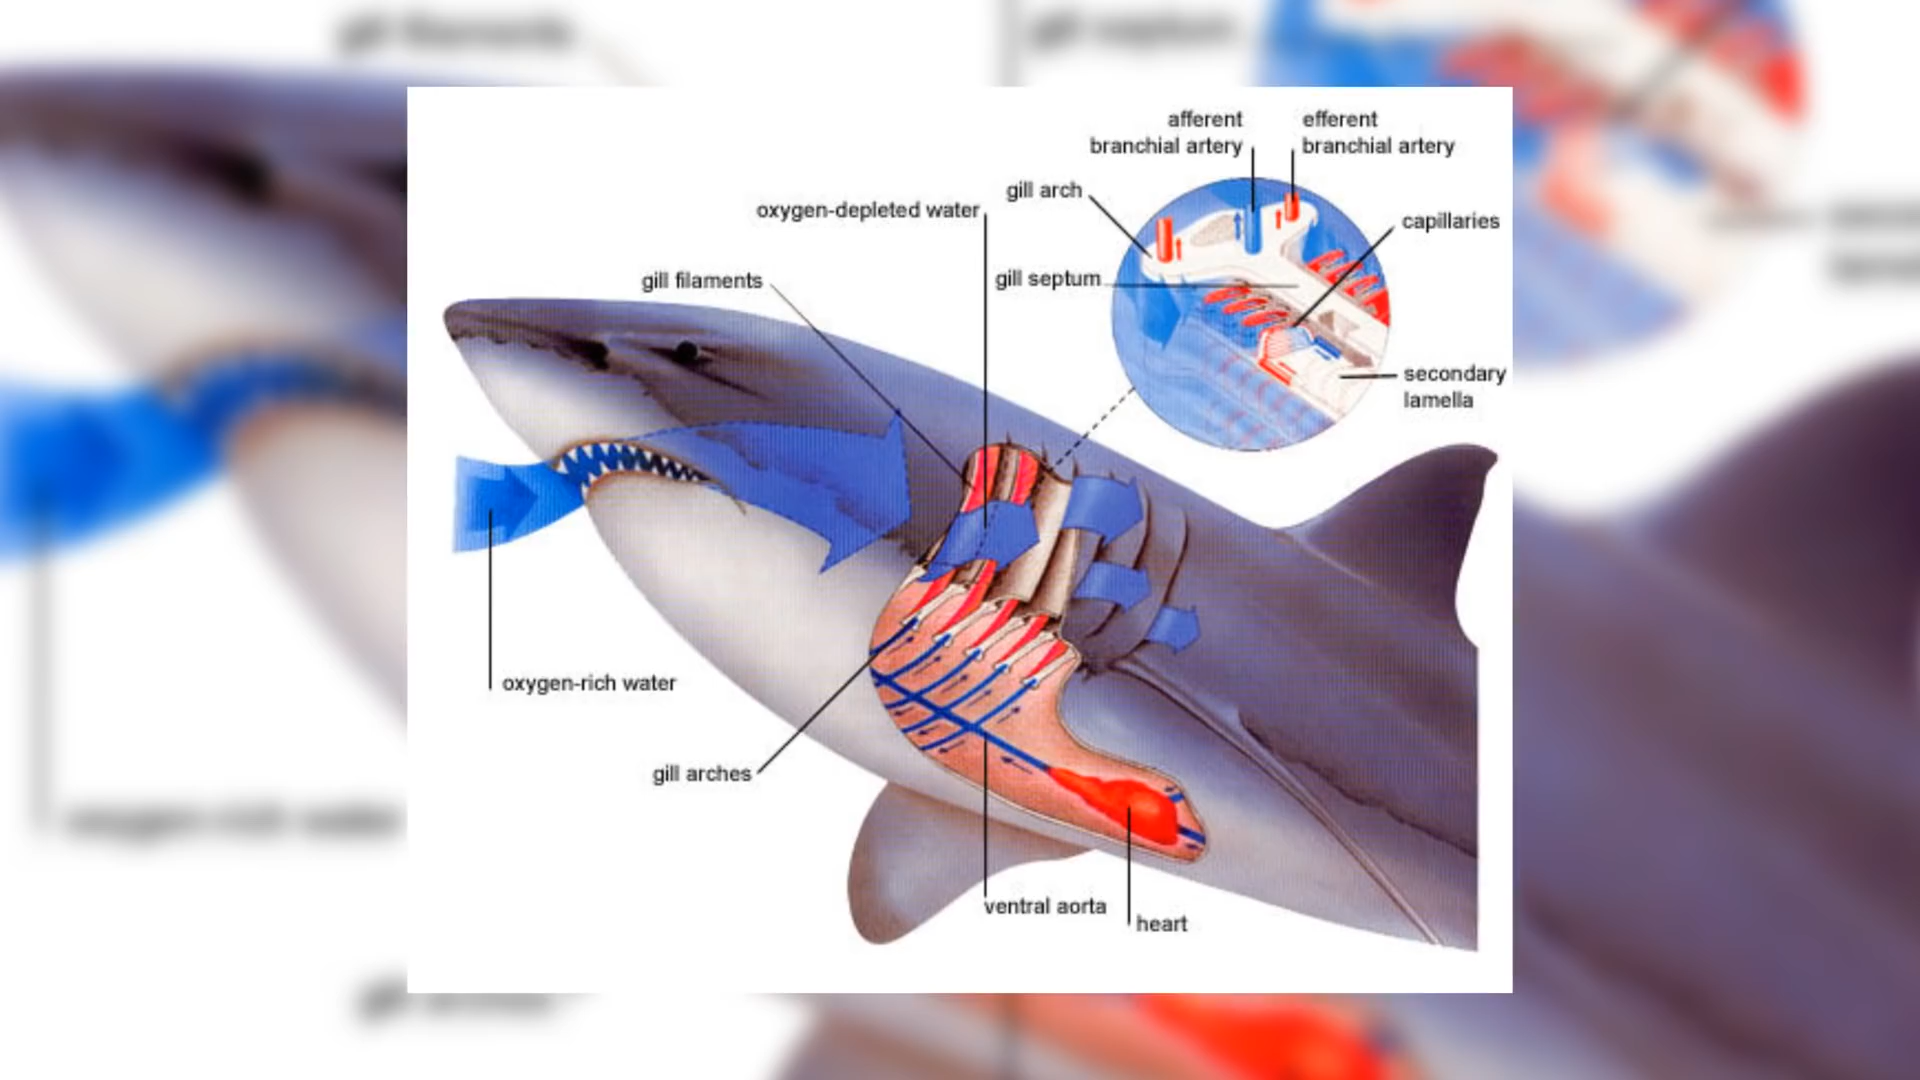 afferent
branchial artery
efferent
branchial artery
gill arch
oxygen-depleted water
capillaries
gill filaments
gill septum
secondary
lamella
oxygen-rich water
gill arches
ventral aorta
heart